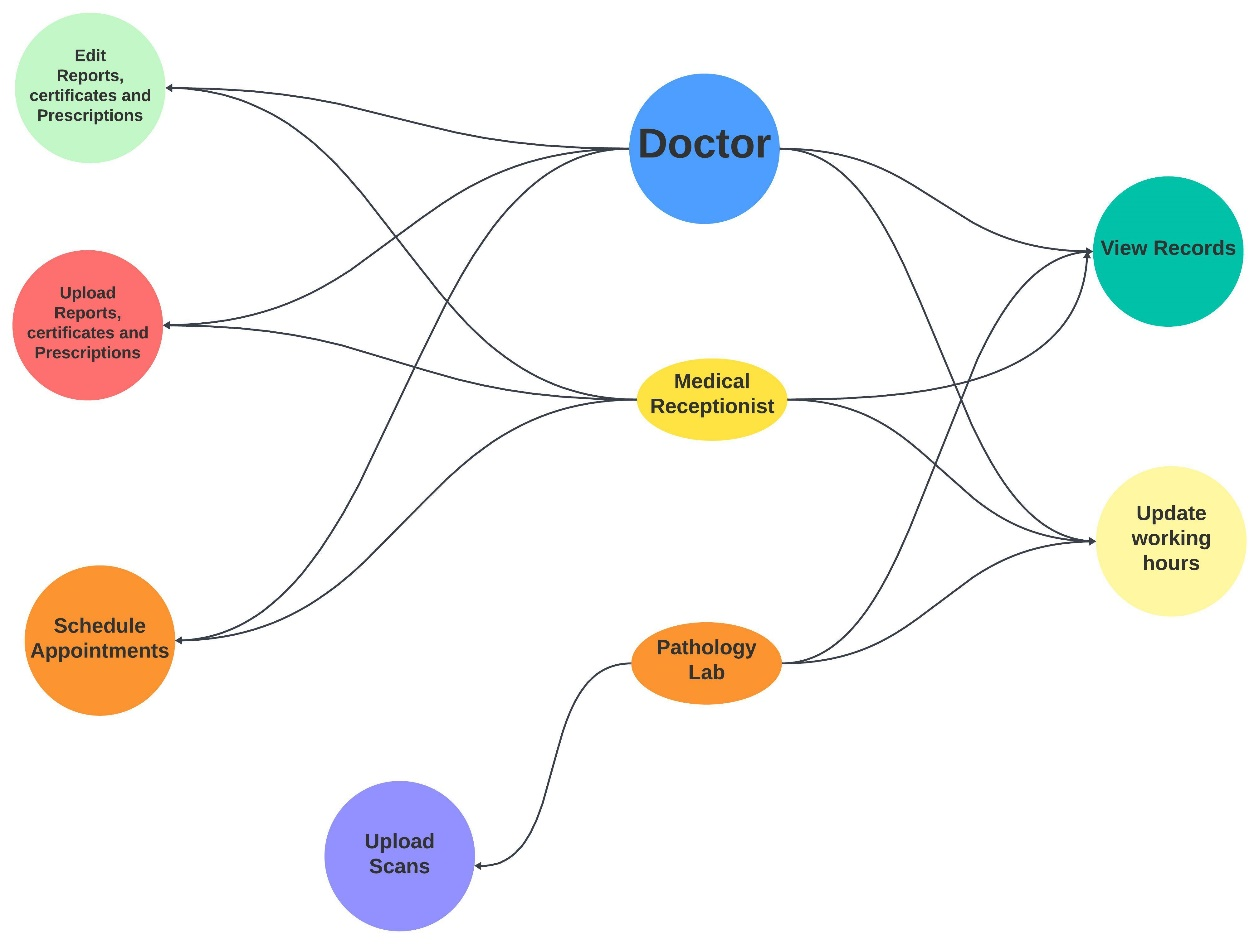 Edit
Reports,
certificates and
Prescriptions
Doctor
View Records
Upload
Reports,
certificates and
Prescriptions
Medical
Receptionist
Update
working
hours
Schedule
Appointments
Pathology
Lab
Upload
Scans